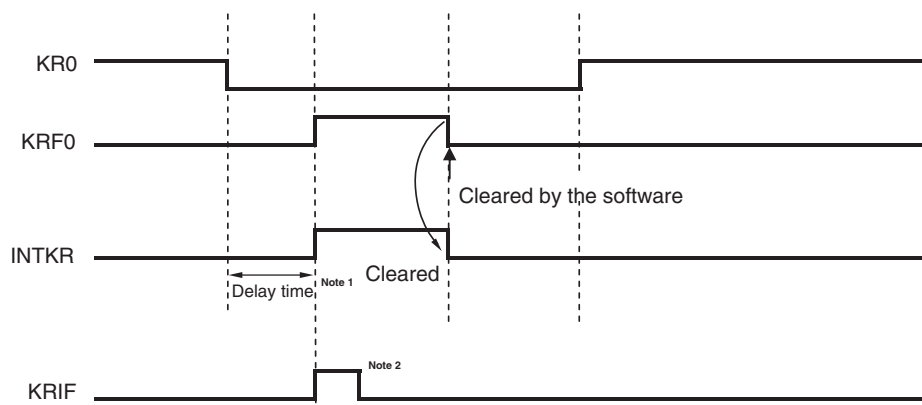 KR0
KRF0
Cleared by the software
INTKR
Cleared
Delay time Note 1
Note 2
KRIF